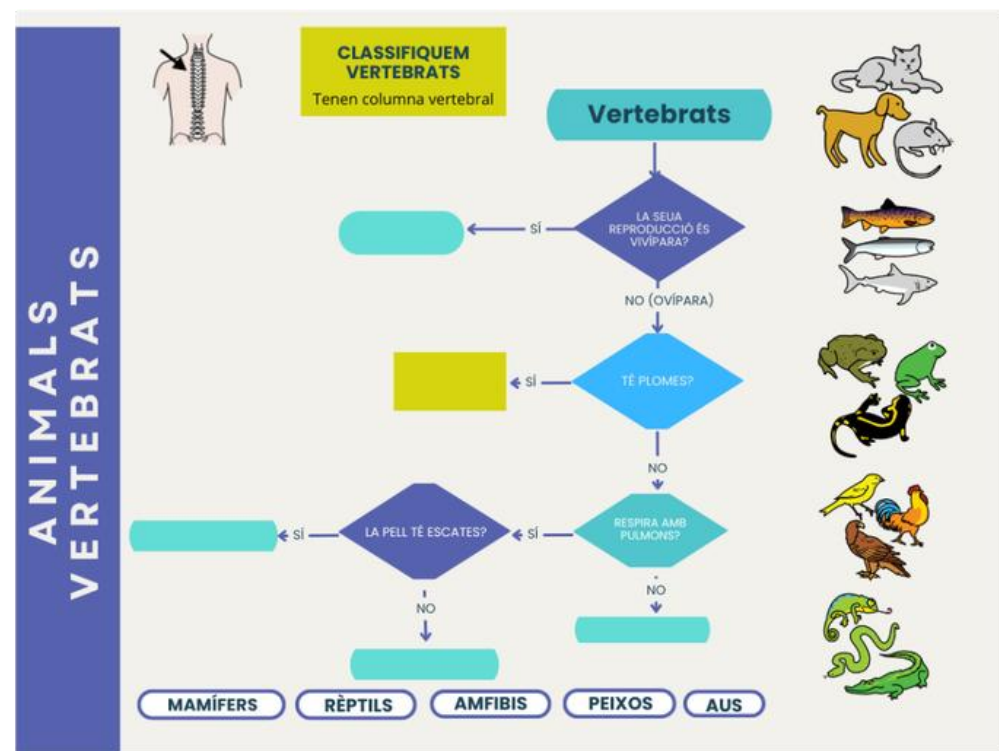 ANIMALS
VERTEBRATS
CLASSIFIQUEM
VERTEBRATS
Tenen columna vertebral
Vertebrats
LA SEUA
REPRODUCCIÓ ÉS
VIVÍPARA?
SÍ
NO (OVÍPARA)
TÉ PLOMES?
SÍ
NO
RESPIRA AMB
PULMONS?
SÍ
LA PELL TÉ ESCATES?
SÍ
NO
NO
MAMÍFERS
RÈPTILS
AMFIBIS
PEIXOS
AUS